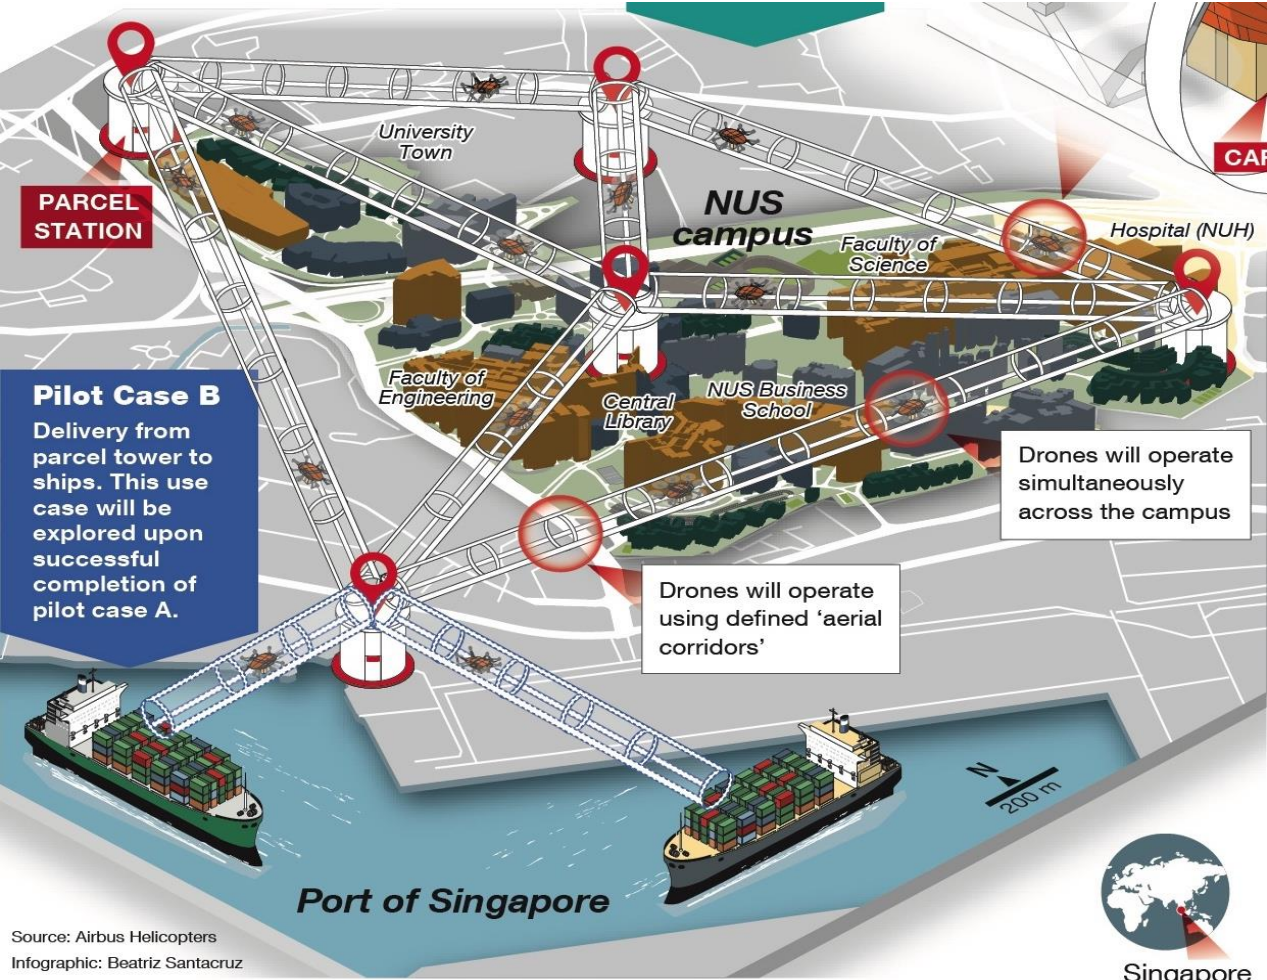 University
Town
PARCEL
STATION
NUS
campus
Faculty of
Science
Hospital (NUH)
Faculty of
Engineering
Central
Library
NUS Business
School
Pilot Case B
Delivery from
parcel tower to
ships. This use
case will be
explored upon
successful
completion of
pilot case A.
Drones will operate
simultaneously
across the campus
Drones will operate
using defined ‘aerial
corridors’
N
200 m
Port of Singapore
Source: Airbus Helicopters
Infographic: Beatriz Santacruz
Singapore